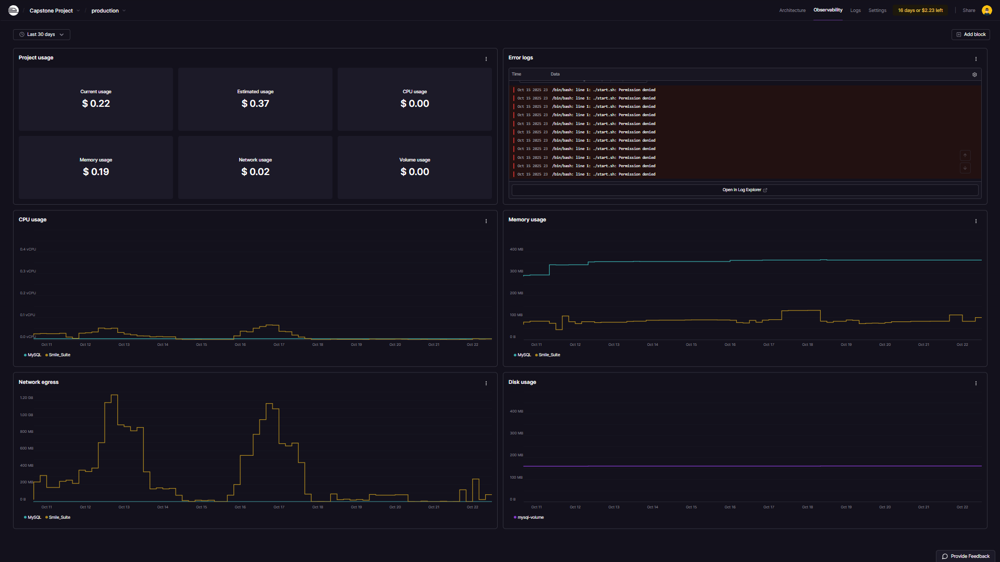 / Capstone Project / production
Architecture Observability Logs Settings 16 days or $2.23 left Share
Last 30 days
Add block
Project usage
Current usage
$ 0.22
Estimated usage
$ 0.37
CPU usage
$ 0.00
Memory usage
$ 0.19
Network usage
$ 0.02
Volume usage
$ 0.00
Error logs
Time Data
Oct 15 2025 23 /bin/bash: line 1: ./start.sh: Permission denied
Oct 15 2025 23 /bin/bash: line 1: ./start.sh: Permission denied
Oct 15 2025 23 /bin/bash: line 1: ./start.sh: Permission denied
Oct 15 2025 23 /bin/bash: line 1: ./start.sh: Permission denied
Oct 15 2025 23 /bin/bash: line 1: ./start.sh: Permission denied
Oct 15 2025 23 /bin/bash: line 1: ./start.sh: Permission denied
Oct 15 2025 23 /bin/bash: line 1: ./start.sh: Permission denied
Oct 15 2025 23 /bin/bash: line 1: ./start.sh: Permission denied
Oct 15 2025 23 /bin/bash: line 1: ./start.sh: Permission denied
Oct 15 2025 23 /bin/bash: line 1: ./start.sh: Permission denied
Oct 15 2025 23 /bin/bash: line 1: ./start.sh: Permission denied
Open in Log Explorer
CPU usage
0.4 vCPU
0.3 vCPU
0.2 vCPU
0.1 vCPU
0.0 vCPU
Oct 11 Oct 12 Oct 13 Oct 14 Oct 15 Oct 16 Oct 17 Oct 18 Oct 19 Oct 20 Oct 21 Oct 22
MySQL Smile_Suite
Memory usage
400 MB
300 MB
200 MB
100 MB
0 B
Oct 11 Oct 12 Oct 13 Oct 14 Oct 15 Oct 16 Oct 17 Oct 18 Oct 19 Oct 20 Oct 21 Oct 22
MySQL Smile_Suite
Network egress
1.20 GB
1.00 GB
800 MB
600 MB
400 MB
200 MB
0 B
Oct 11 Oct 12 Oct 13 Oct 14 Oct 15 Oct 16 Oct 17 Oct 18 Oct 19 Oct 20 Oct 21 Oct 22
MySQL Smile_Suite
Disk usage
400 MB
300 MB
200 MB
100 MB
0 B
Oct 11 Oct 12 Oct 13 Oct 14 Oct 15 Oct 16 Oct 17 Oct 18 Oct 19 Oct 20 Oct 21 Oct 22
mysql-volume
Provide Feedback